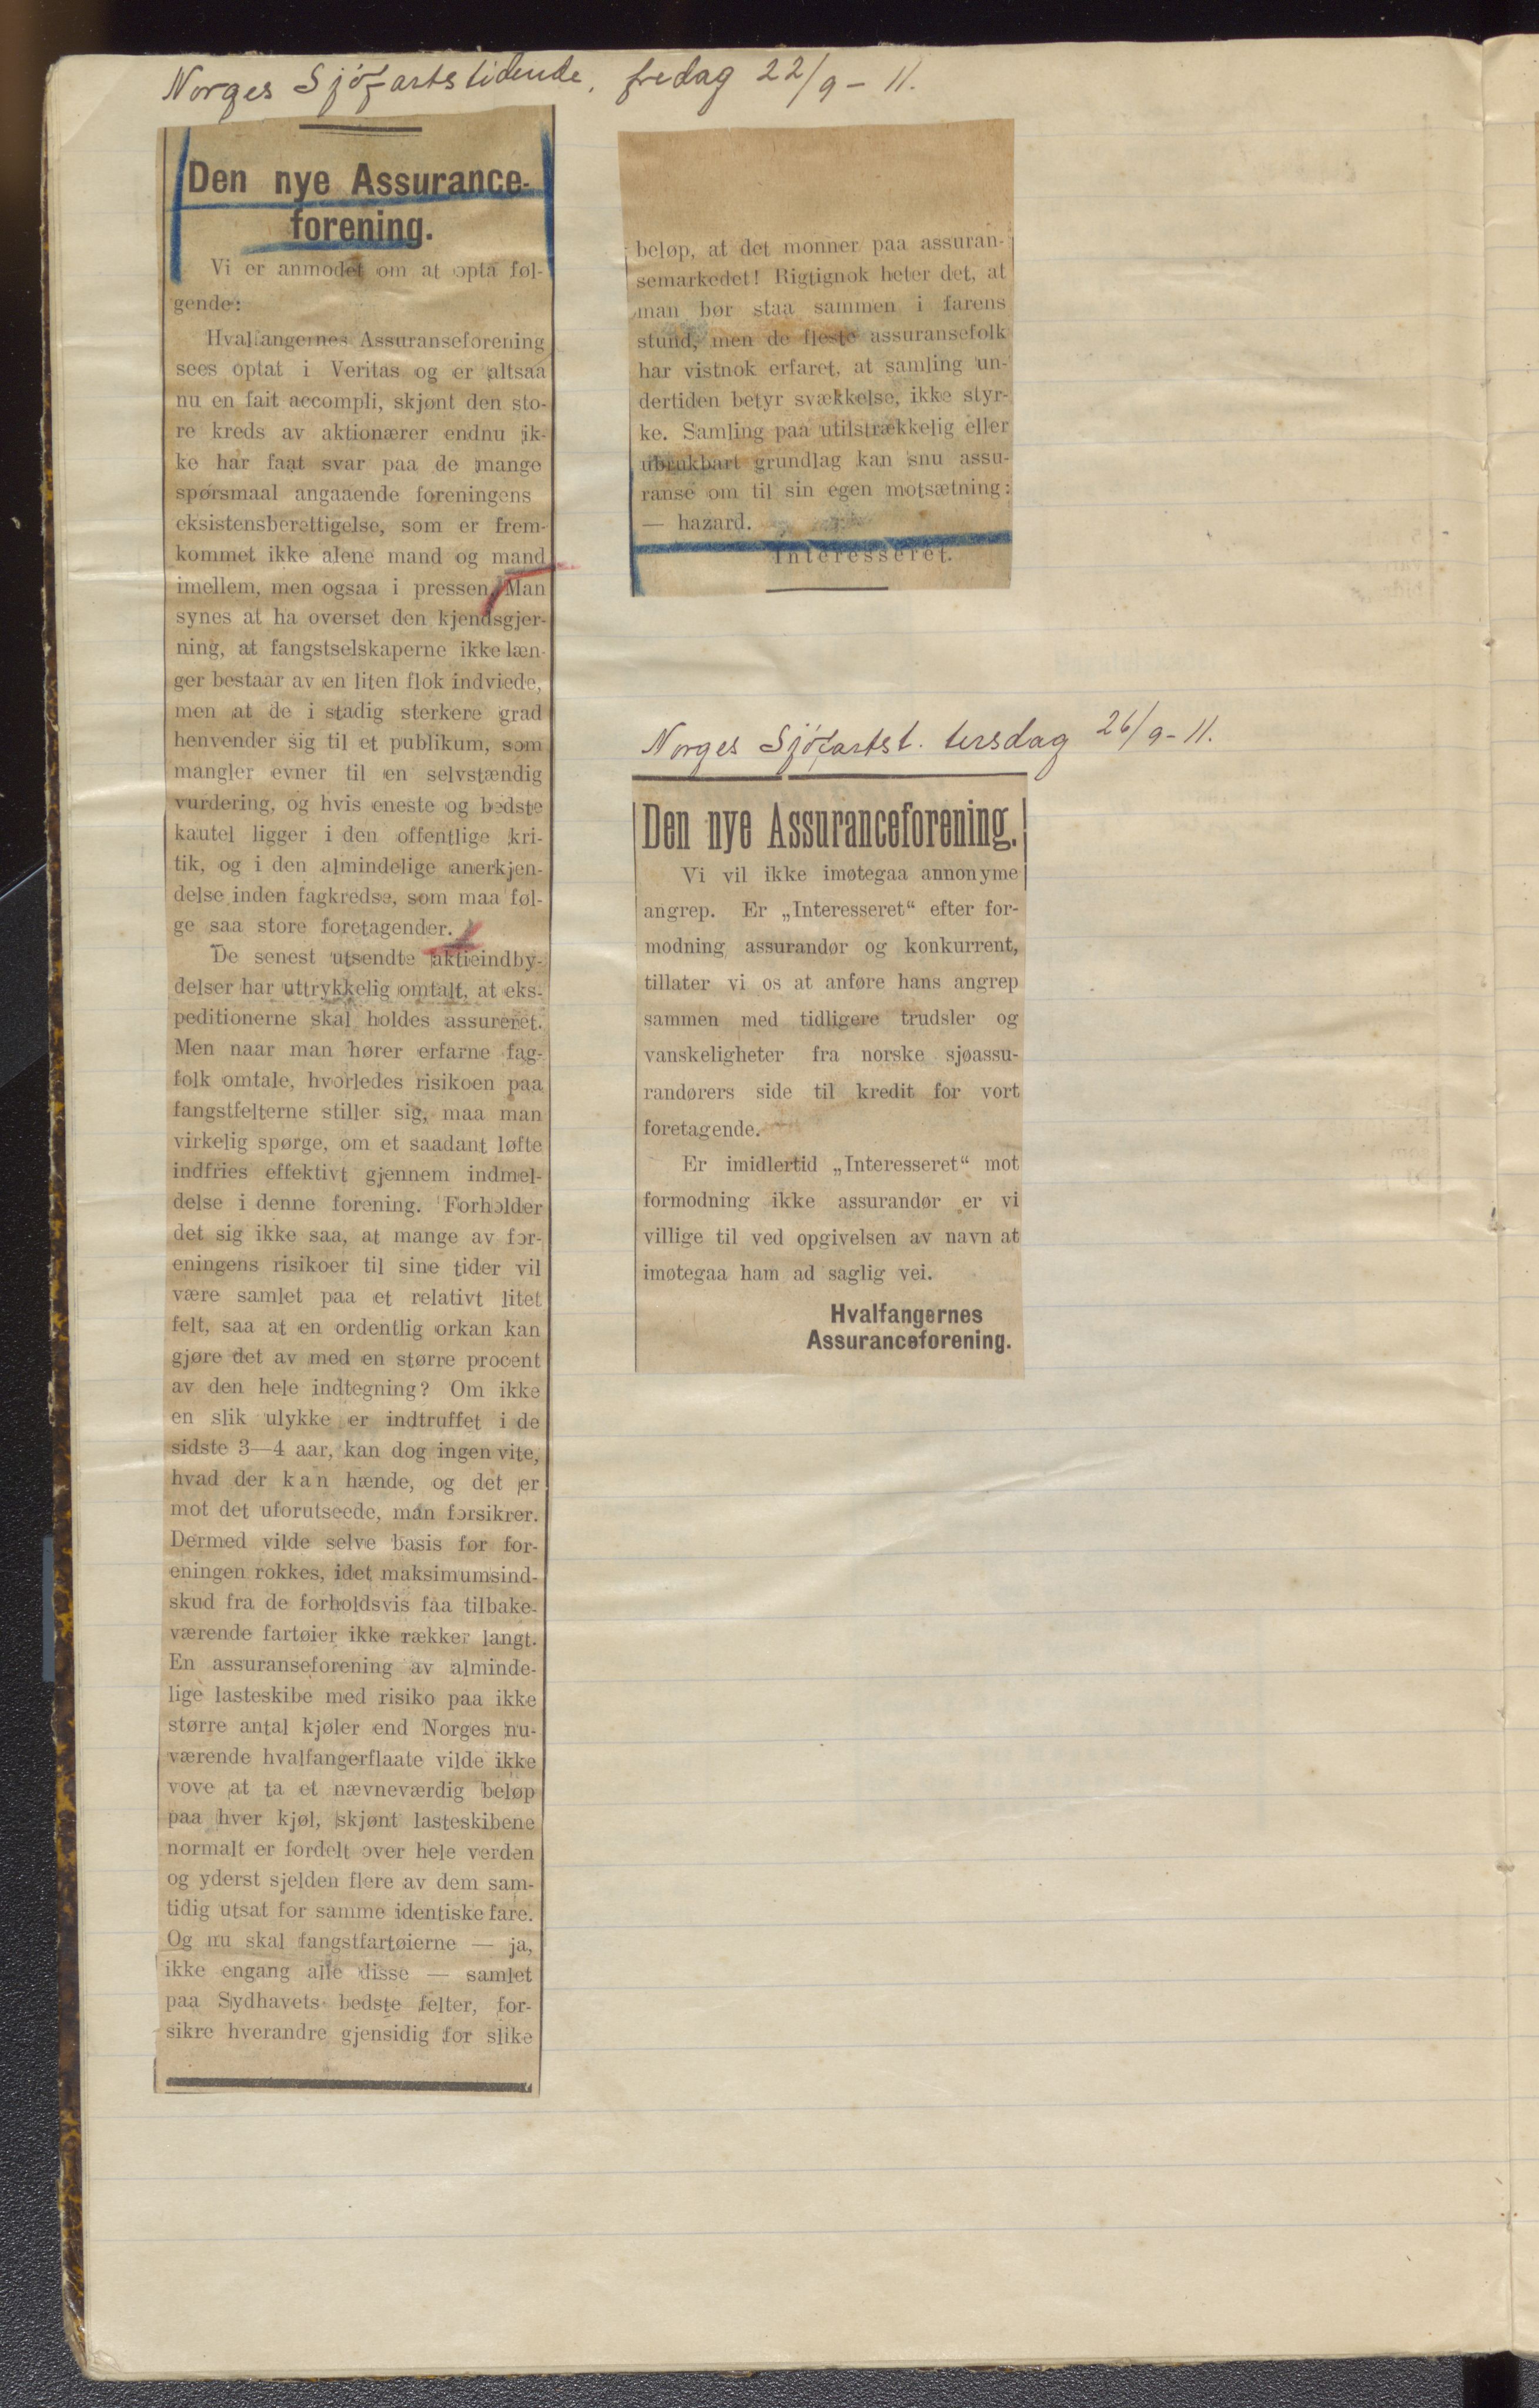 Norges Sjöfartstidende, fredag 22/9 - 11.
Den nye Assurance-
forening.
Vi er anmodet om at opta føl-
gende:
Hvalfangernes Assuranseforening
sees optat i Veritas og er altsaa
nu en fait accompli, skjønt den sto-
re kreds av aktionærer endnu ik-
ke har faat svar paa de mange
spørsmaal angaaende foreningens
eksistensberettigelse, som er frem-
kommet ikke alene mand og mand
imellem, men ogsaa i pressen. Man
synes at ha overset den kjendsgjer-
ning, at fangstselskaperne ikke læn-
ger bestaar av en liten flok indviede,
men at de i stadig sterkere grad
henvender sig til et publikum, som
mangler evner til en selvstændig
vurdering, og hvis eneste og bedste
kautel ligger i den offentlige kri-
tik, og i den almindelige anerkjen-
delse inden fagkredse, som maa føl-
ge saa store foretagender.
De senest utsendte aktieindby-
delser har uttrykkelig omtalt, at eks-
peditionerne skal holdes assureret.
Men naar man hører erfarne fag-
folk omtale, hvorledes risikoen paa
fangstfelterne stiller sig, maa man
virkelig spørge, om et saadant løfte
indfries effektivt gjennem indmel-
delse i denne forening. Forholder
det sig ikke saa, at mange av for-
eningens risikoer til sine tider vil
være samlet paa et relativt litet
felt, saa at en ordentlig orkan kan
gjøre det av med en større procent
av den hele indtegning? Om ikke
en slik ulykke er indtruffet i de
sidste 3—4 aar, kan dog ingen vite,
hvad der kan hænde, og det er
mot det uforutseede, man forsikrer.
Dermed vilde selve basis for for-
eningen rokkes, idet maksimumsind-
skud fra de forholdsvis faa tilbake-
værende fartøier ikke rækker langt.
En assuranseforening av alminde-
lige lasteskibe med risiko paa ikke
større antal kjøler end Norges nu-
værende hvalfangerflaate vilde ikke
vove at ta et nævneværdig beløp
paa hver kjøl, skjønt lasteskibene
normalt er fordelt over hele verden
og yderst sjelden flere av dem sam-
tidig utsat for samme identiske fare.
Og nu skal fangstfartøierne — ja,
ikke engang alle disse — samlet
paa Sydhavets bedste felter, for-
sikre hverandre gjensidig for slike
beløp, at det monner paa assuran-
semarkedet! Rigtignok heter det, at
man bør staa sammen i farens
stund, men de fleste assuransefolk
har vistnok erfaret, at samling un-
dertiden betyr svækkelse, ikke styr-
ke. Samling paa utilstrækkelig eller
ubrukbart grundlag kan snu assu-
ranse om til sin egen motsætning:
— hazard.
Interesseret.
Norges Sjöfartst. tirsdag 26/9 - 11.
Den nye Assuranceforening.
Vi vil ikke imøtegaa annonyme
angrep. Er „Interesseret“ efter for-
modning assurandør og konkurrent,
tillater vi os at anføre hans angrep
sammen med tidligere trudsler og
vanskeligheter fra norske sjøassu-
randørers side til kredit for vort
foretagende.
Er imidlertid „Interesseret“ mot
formodning ikke assurandør er vi
villige til ved opgivelsen av navn at
imøtegaa ham ad saglig vei.
Hvalfangernes
Assuranceforening.